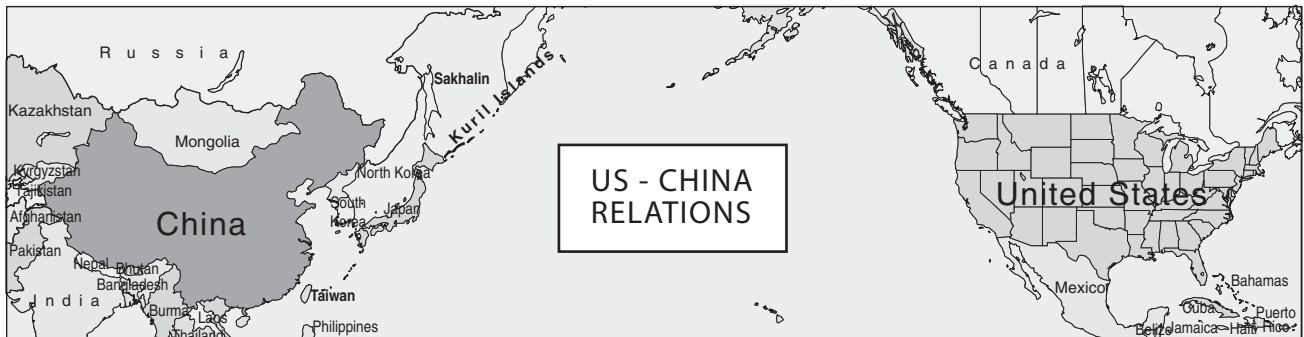 Russia
Canada
Sakhalin
Kuril Islands
Kazakhstan
Mongolia
Kyrgyzstan
North Korea
US - CHINA
RELATIONS
Tajikistan
United States
South
Korea
Japan
Afghanistan
China
Pakistan
Nepal
Bhutan
Bangladesh
India
Taiwan
Mexico
Bahamas
Burma
Laos
Cuba
Puerto
Rico
Philippines
Thailand
Belize
Jamaica
Haiti